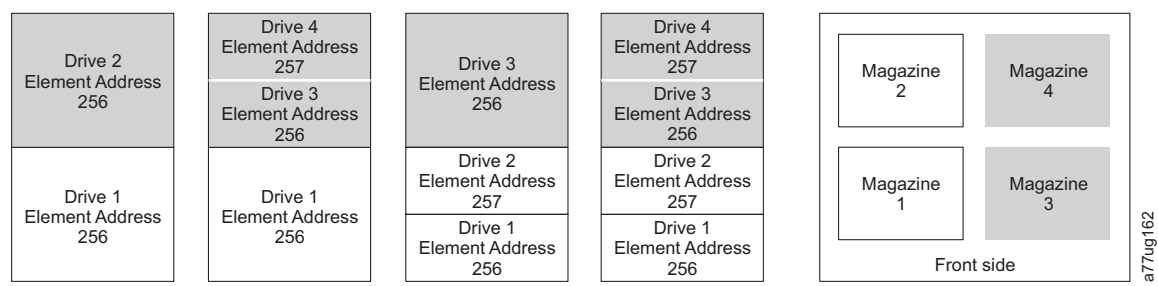 Drive 2
Element Address
256
Drive 1
Element Address
256
Drive 4
Element Address
257
Drive 3
Element Address
256
Drive 1
Element Address
256
Drive 3
Element Address
256
Drive 2
Element Address
257
Drive 1
Element Address
256
Drive 4
Element Address
257
Drive 3
Element Address
256
Drive 2
Element Address
257
Drive 1
Element Address
256
Magazine
2
Magazine
4
Magazine
1
Magazine
3
Front side
a77ug162